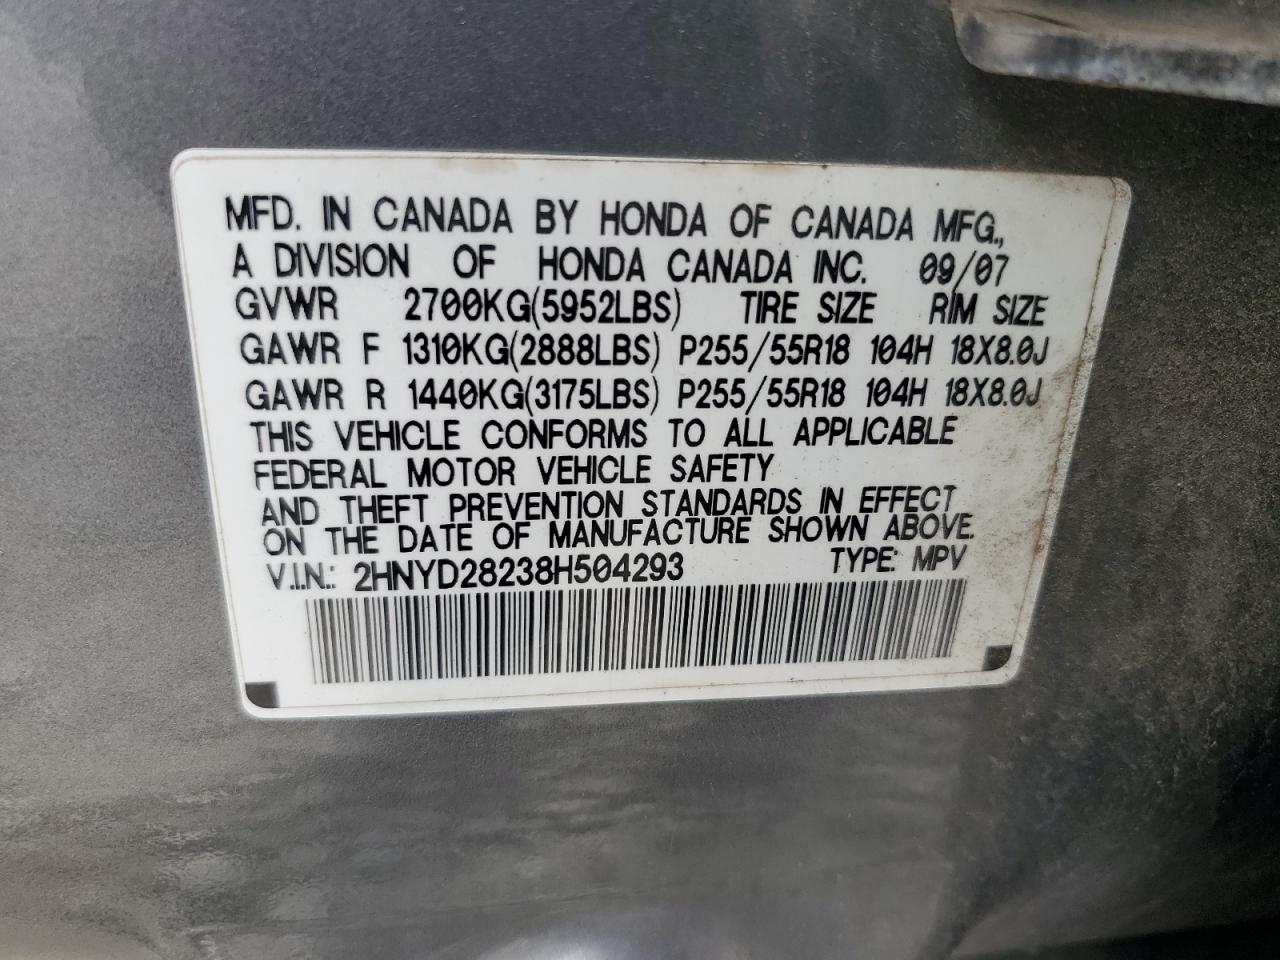 MFD. IN CANADA BY HONDA OF CANADA MFG.,
A DIVISION OF HONDA CANADA INC. 09/07
GVWR 2700KG(5952LBS) TIRE SIZE RIM SIZE
GAWR F 1310KG(2888LBS) P255/55R18 104H 18X8.0J
GAWR R 1440KG(3175LBS) P255/55R18 104H 18X8.0J
THIS VEHICLE CONFORMS TO ALL APPLICABLE
FEDERAL MOTOR VEHICLE SAFETY
AND THEFT PREVENTION STANDARDS IN EFFECT
ON THE DATE OF MANUFACTURE SHOWN ABOVE.
V.I.N.: 2HNYD28238H504293 TYPE: MPV